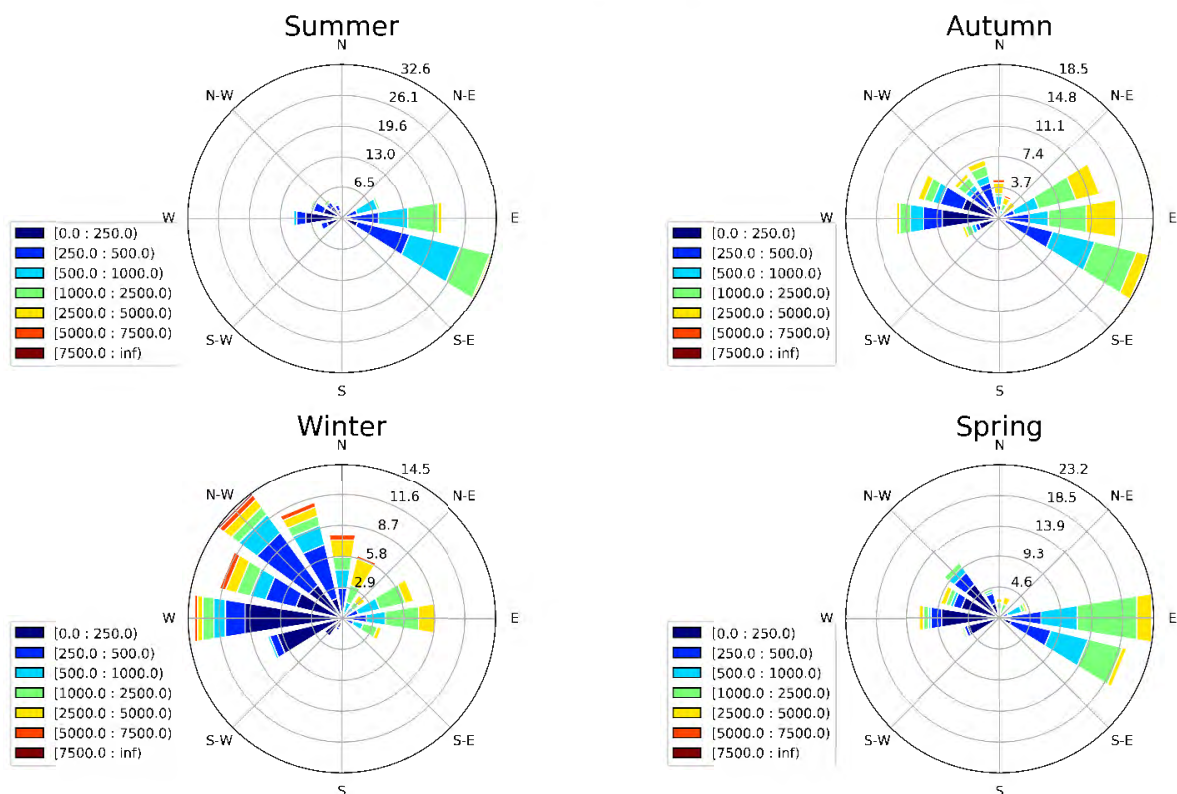 Summer
N
N-E
E
S-E
S
S-W
W
N-W
6.5
13.0
19.6
26.1
32.6
[0.0 : 250.0)
[250.0 : 500.0)
[500.0 : 1000.0)
[1000.0 : 2500.0)
[2500.0 : 5000.0)
[5000.0 : 7500.0)
[7500.0 : inf)
Autumn
N
N-E
E
S-E
S
S-W
W
N-W
3.7
7.4
11.1
14.8
18.5
[0.0 : 250.0)
[250.0 : 500.0)
[500.0 : 1000.0)
[1000.0 : 2500.0)
[2500.0 : 5000.0)
[5000.0 : 7500.0)
[7500.0 : inf)
Winter
N
N-E
E
S-E
S
S-W
W
N-W
2.9
5.8
8.7
11.6
14.5
[0.0 : 250.0)
[250.0 : 500.0)
[500.0 : 1000.0)
[1000.0 : 2500.0)
[2500.0 : 5000.0)
[5000.0 : 7500.0)
[7500.0 : inf)
Spring
N
N-E
E
S-E
S
S-W
W
N-W
4.6
9.3
13.9
18.5
23.2
[0.0 : 250.0)
[250.0 : 500.0)
[500.0 : 1000.0)
[1000.0 : 2500.0)
[2500.0 : 5000.0)
[5000.0 : 7500.0)
[7500.0 : inf)